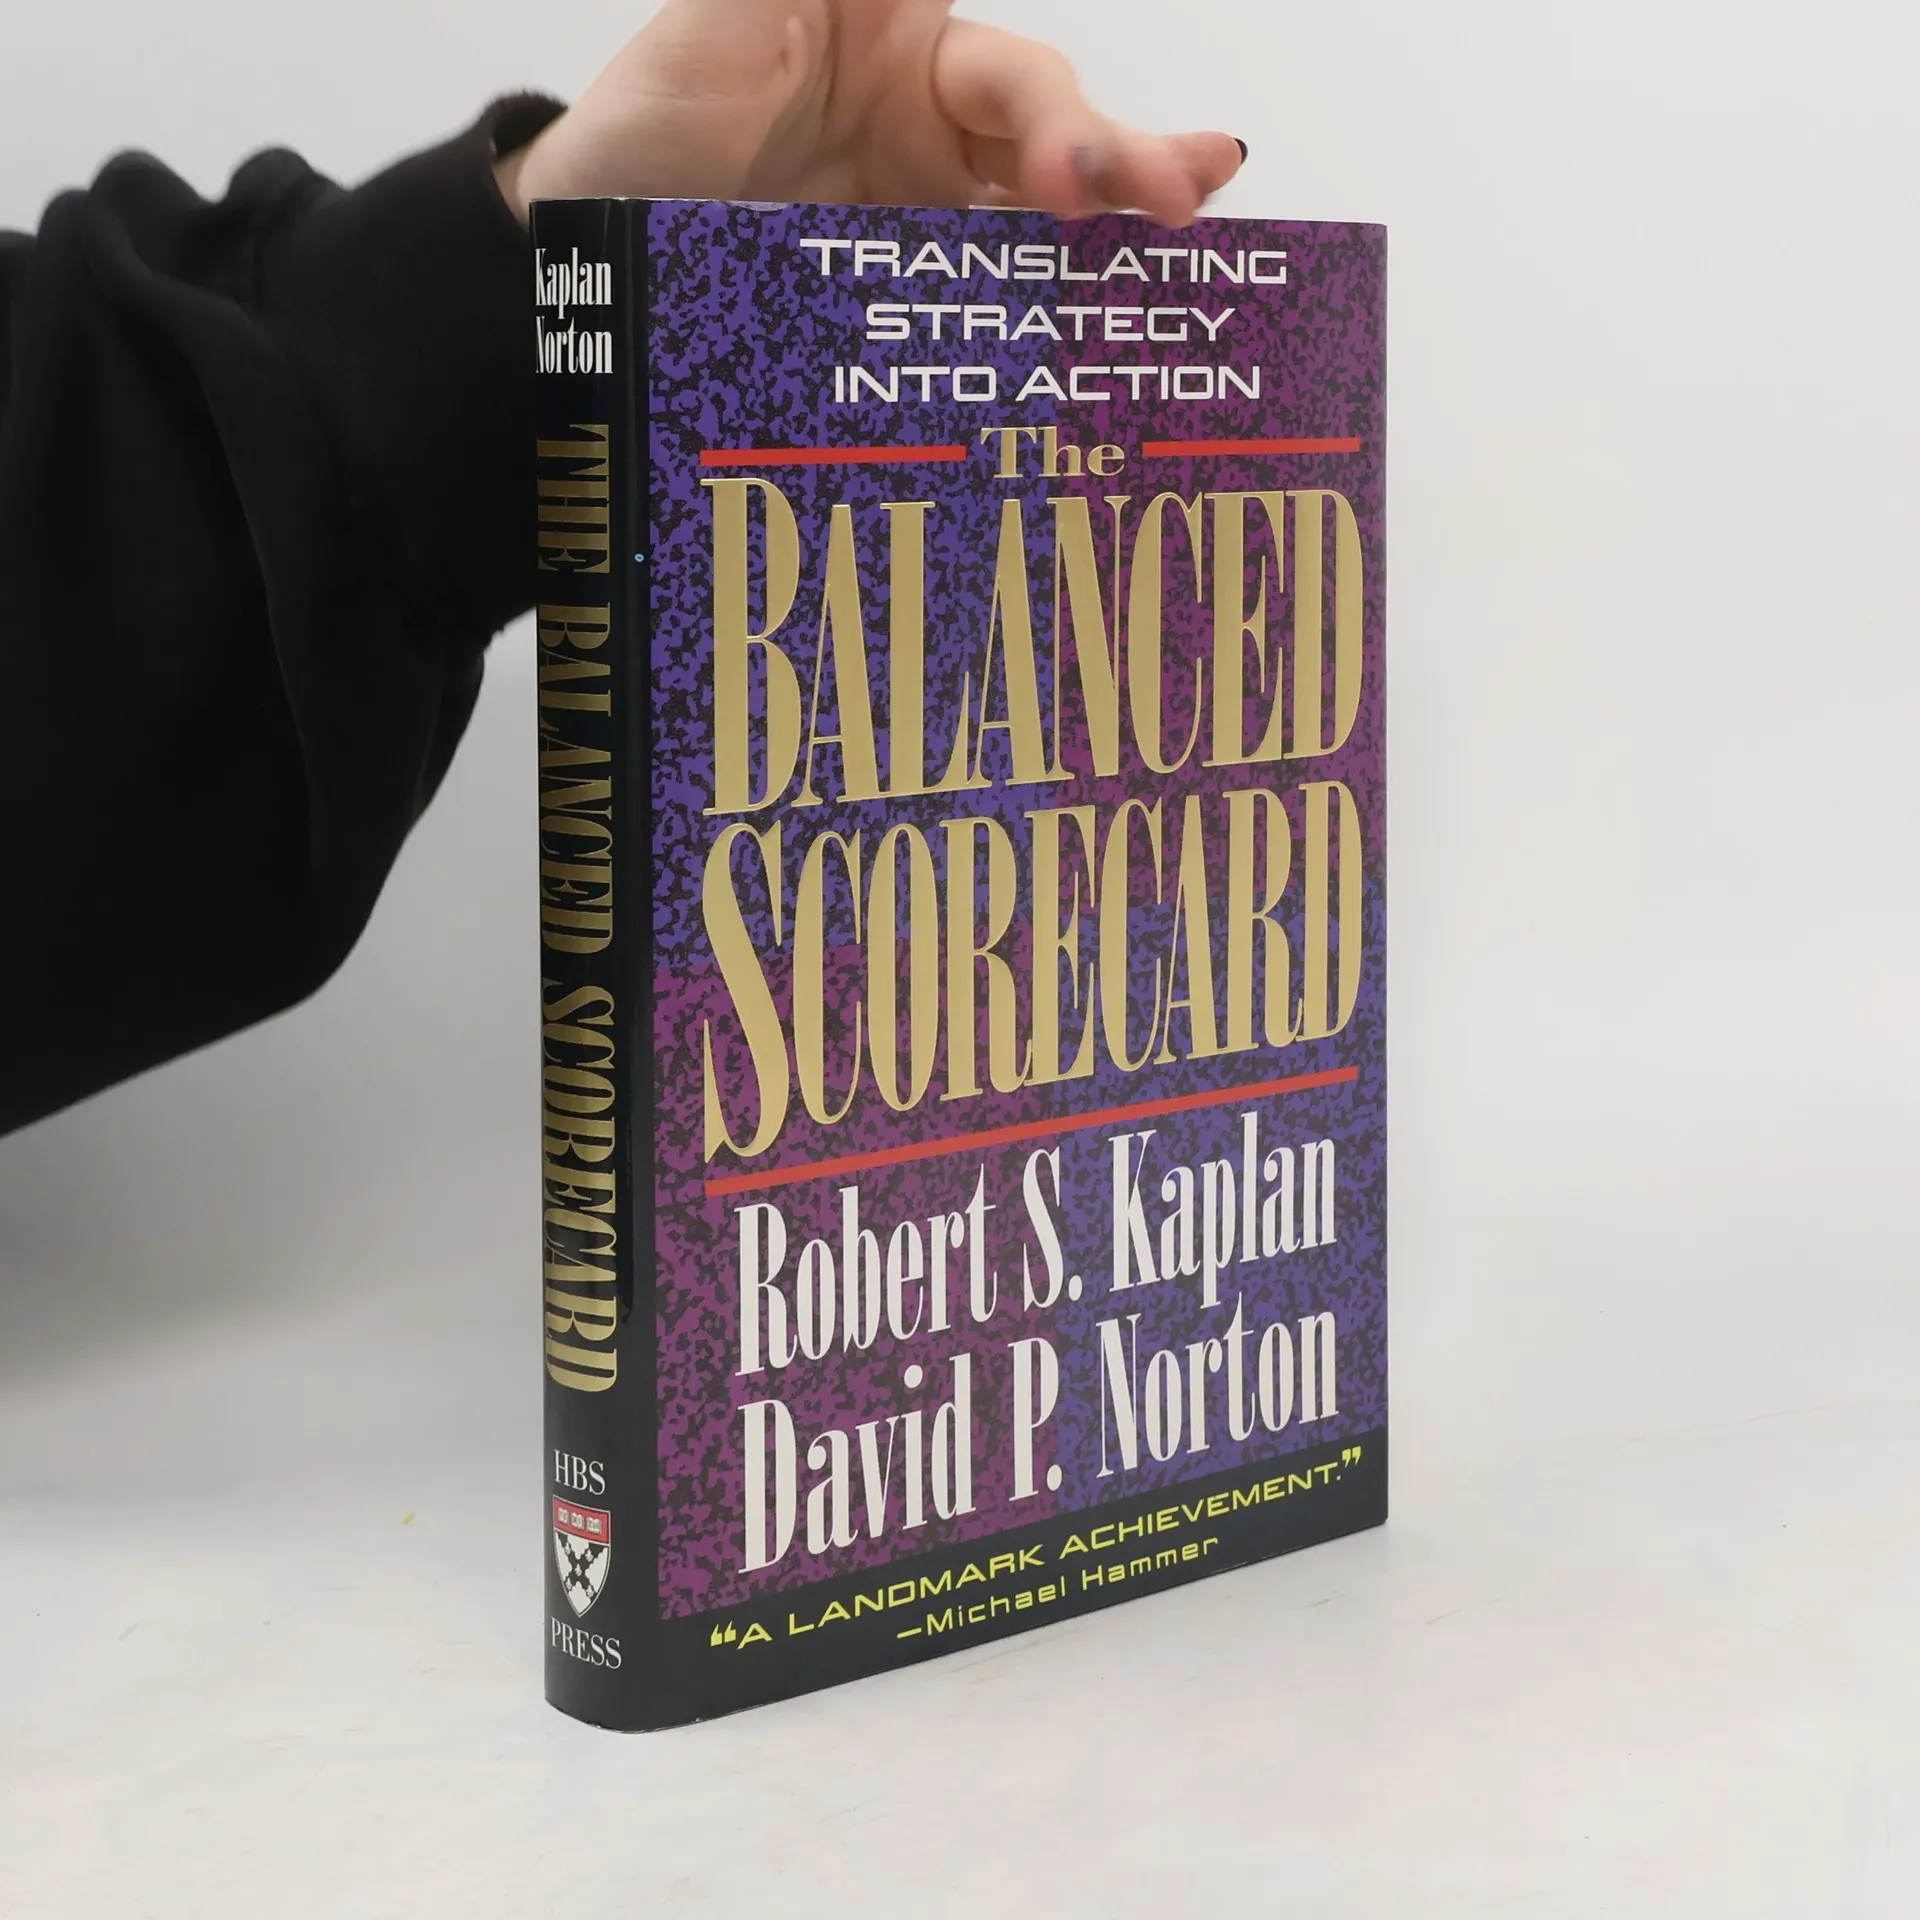 Kaplan
Norton
THE BALANCED SCORECARD
HBS
PRESS
TRANSLATING
STRATEGY
INTO ACTION
The
BALANCED
SCORECARD
Robert S. Kaplan
David P. Norton
“A LANDMARK ACHIEVEMENT.”
—Michael Hammer